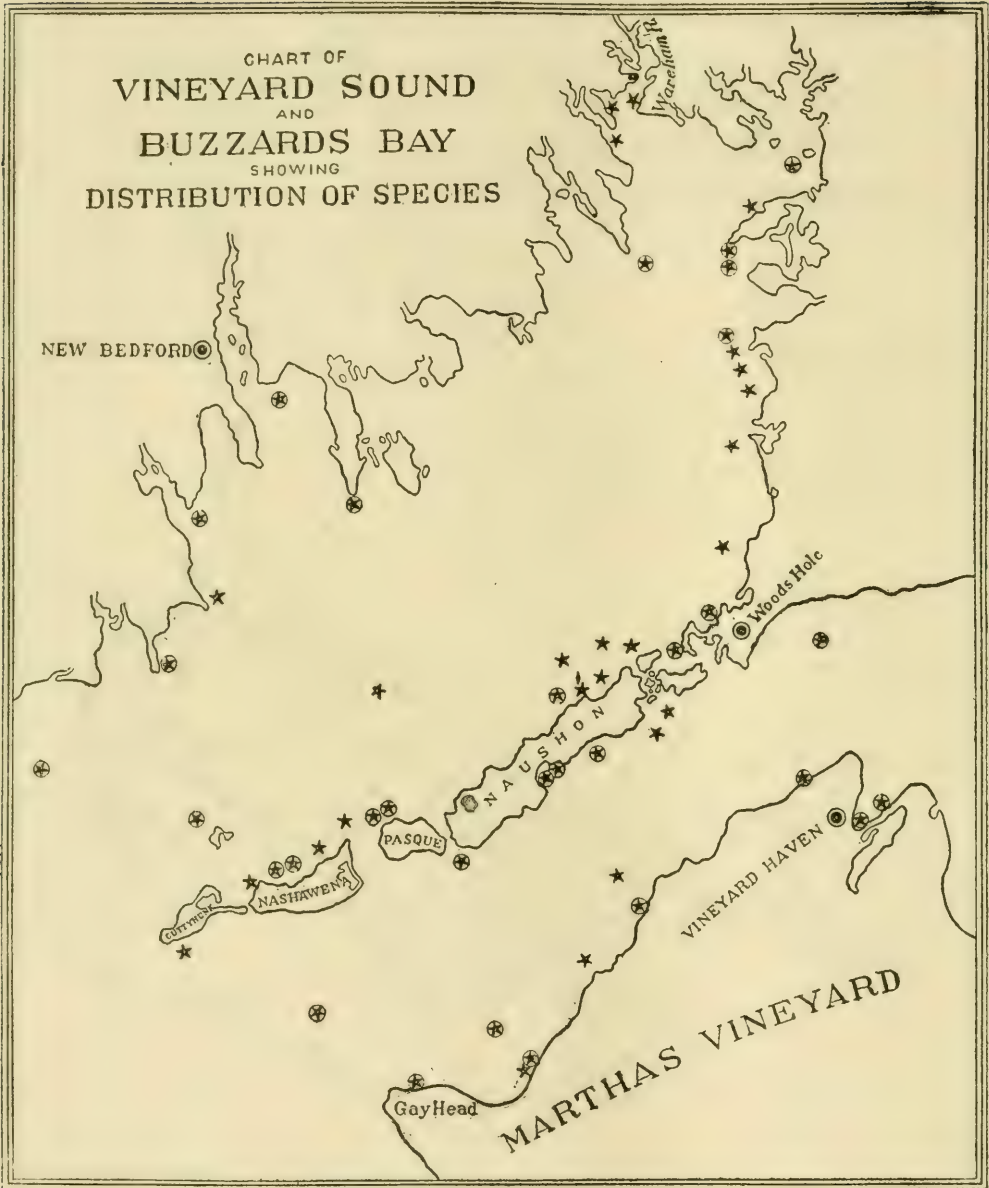 CHART OF
VINEYARD SOUND
AND
BUZZARDS BAY
SHOWING
DISTRIBUTION OF SPECIES
Wareham R.
NEW BEDFORD
Woods Hole
NAUSHON
PASQUE
NASHAWENA
CUTTYHUNK
VINEYARD HAVEN
MARTHAS VINEYARD
Gay Head